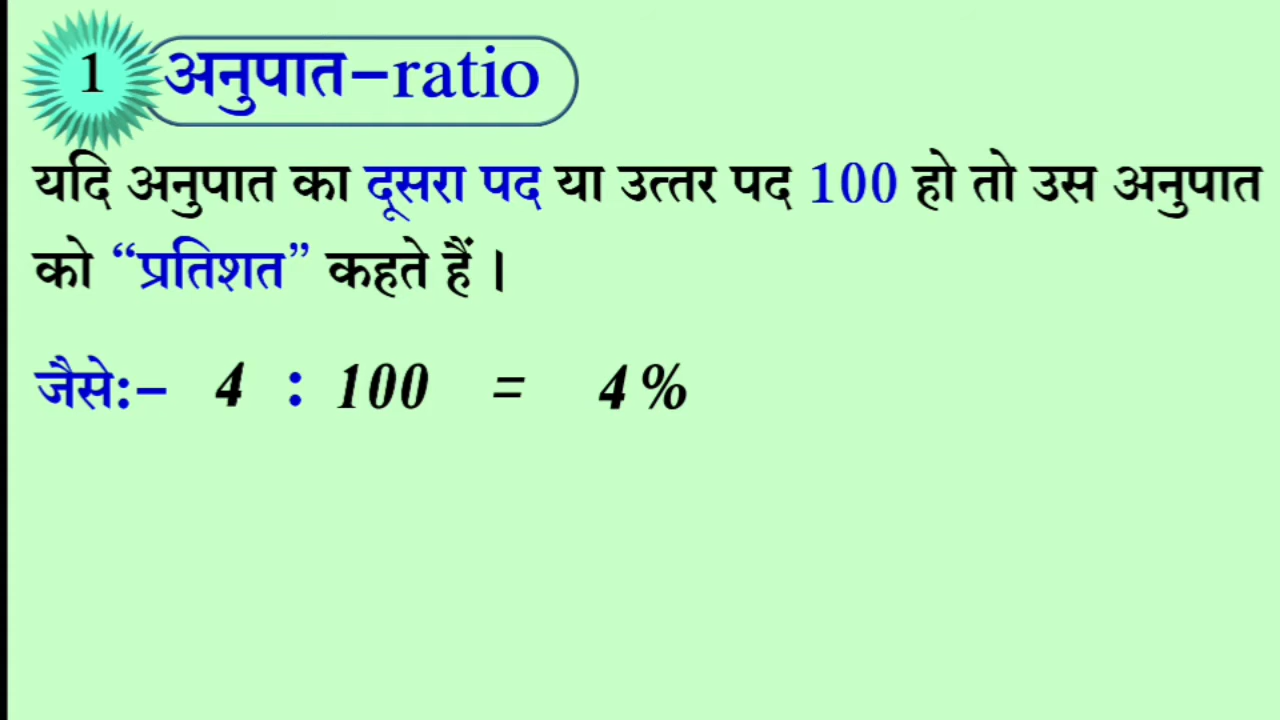 1 अनुपात-ratio
यदि अनुपात का दूसरा पद या उत्तर पद 100 हो तो उस अनुपात
को “प्रतिशत” कहते हैं ।
जैसे:- 4 : 100 = 4%